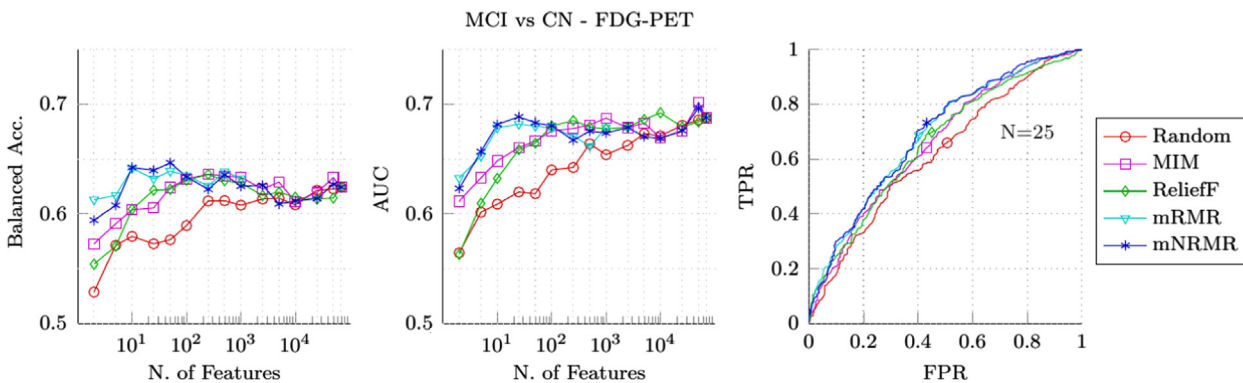 MCI vs CN - FDG-PET
0.7
0.6
0.5
Balanced Acc.
10^1
10^2
10^3
10^4
N. of Features
0.7
0.6
0.5
AUC
10^1
10^2
10^3
10^4
N. of Features
1
0.8
0.6
0.4
0.2
0
TPR
N=25
0
0.2
0.4
0.6
0.8
1
FPR
Random
MIM
ReliefF
mRMR
mNRMR